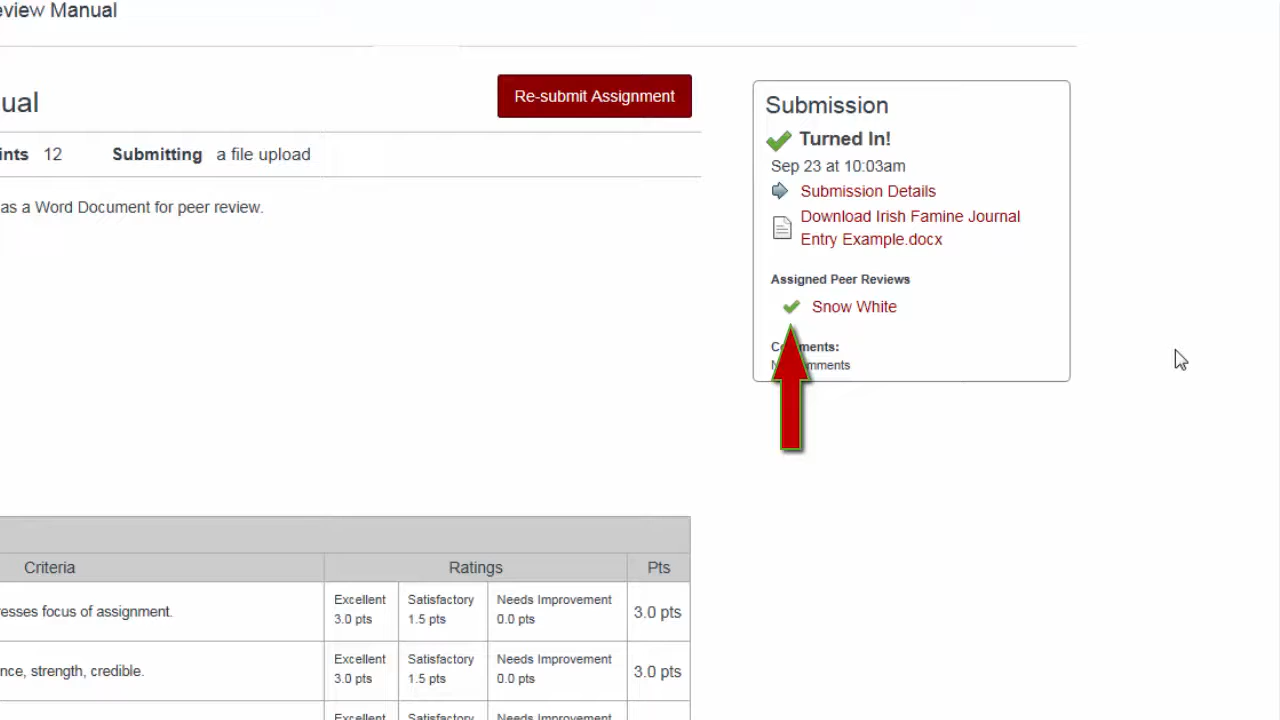 eview Manual
ual
Re-submit Assignment
ints 12 Submitting a file upload
as a Word Document for peer review.
Submission
Turned In!
Sep 23 at 10:03am
Submission Details
Download Irish Famine Journal
Entry Example.docx
Assigned Peer Reviews
Snow White
Criteria Ratings Pts
Excellent Satisfactory Needs Improvement
esses focus of assignment. 3.0 pts
3.0 pts 1.5 pts 0.0 pts
Excellent Satisfactory Needs Improvement
nce, strength, credible. 3.0 pts
3.0 pts 1.5 pts 0.0 pts
Excellent Satisfactory Needs Improvement